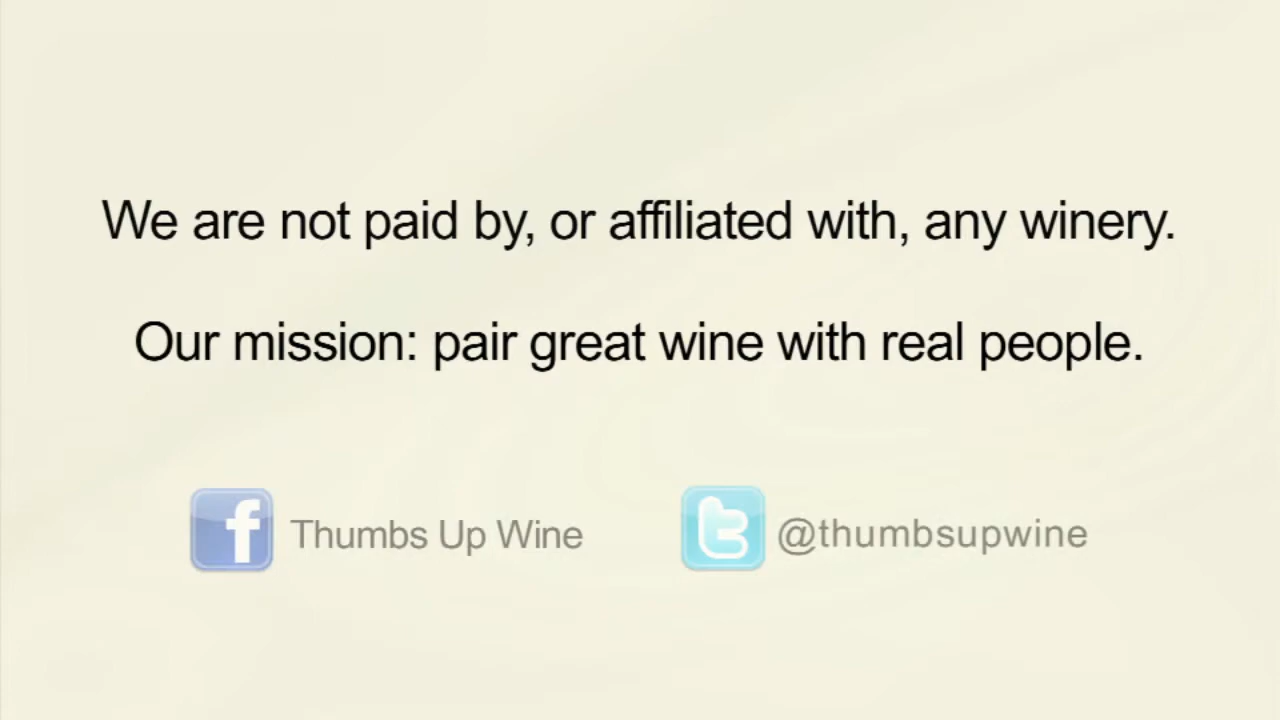 We are not paid by, or affiliated with, any winery.
Our mission: pair great wine with real people.
f Thumbs Up Wine
t @thumbsupwine